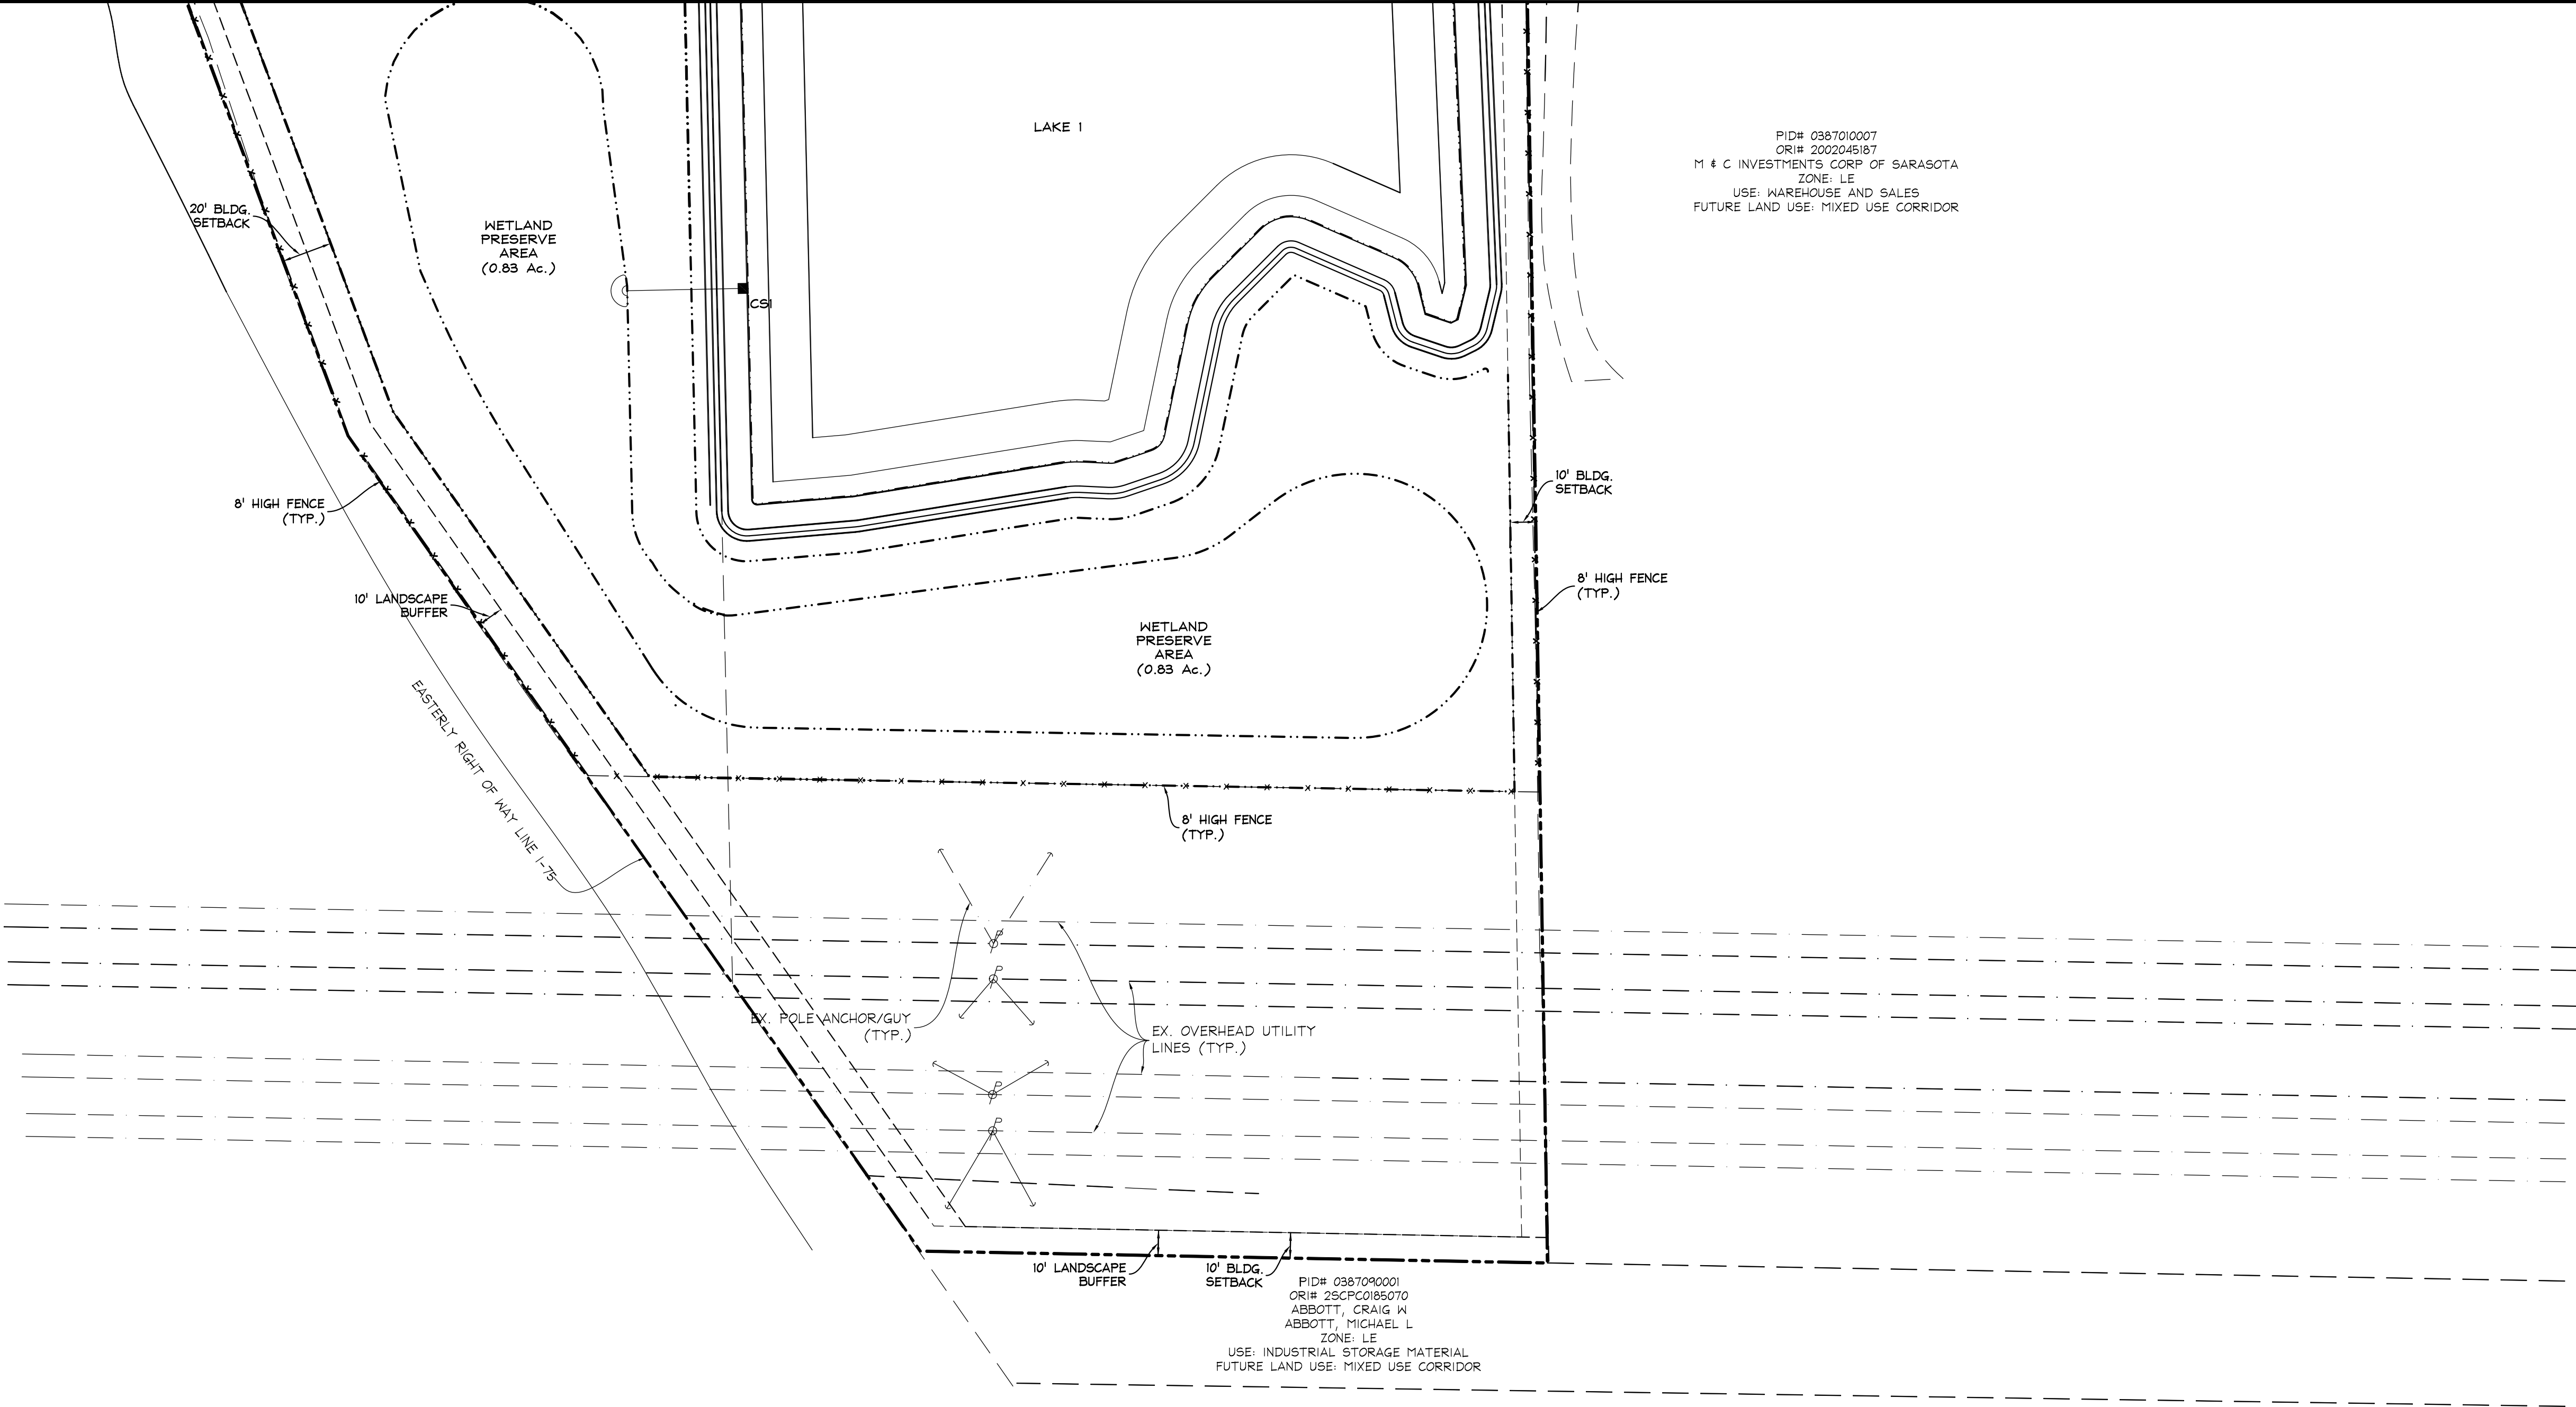 LAKE 1
PID# 0387010007
ORI# 2002045187
M & C INVESTMENTS CORP OF SARASOTA
ZONE: LE
USE: WAREHOUSE AND SALES
FUTURE LAND USE: MIXED USE CORRIDOR
20' BLDG.
SETBACK
WETLAND
PRESERVE
AREA
(0.83 Ac.)
CS1
8' HIGH FENCE
(TYP.)
10' BLDG.
SETBACK
8' HIGH FENCE
(TYP.)
10' LANDSCAPE
BUFFER
WETLAND
PRESERVE
AREA
(0.83 Ac.)
EASTERLY RIGHT OF WAY LINE I-75
8' HIGH FENCE
(TYP.)
P
P
EX. POLE ANCHOR/GUY
(TYP.)
EX. OVERHEAD UTILITY
LINES (TYP.)
P
P
10' LANDSCAPE
BUFFER
10' BLDG.
SETBACK
PID# 0387090001
ORI# 2SCPC0185070
ABBOTT, CRAIG W
ABBOTT, MICHAEL L
ZONE: LE
USE: INDUSTRIAL STORAGE MATERIAL
FUTURE LAND USE: MIXED USE CORRIDOR